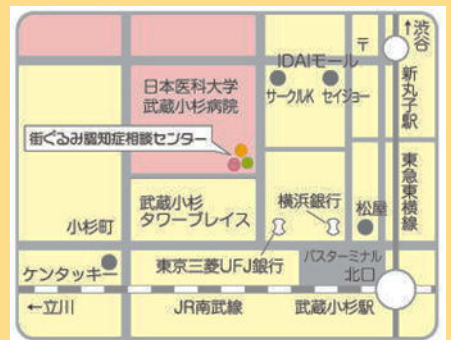 ↑渋谷
〒
IDAIモール
新丸子駅
日本医科大学
武蔵小杉病院
サークルK
セイジョー
街ぐるみ認知症相談センター
東急東横線
武蔵小杉
タワープレイス
横浜銀行
松屋
小杉町
ケンタッキー
東京三菱UFJ銀行
バスターミナル
北口
←立川
JR南武線
武蔵小杉駅